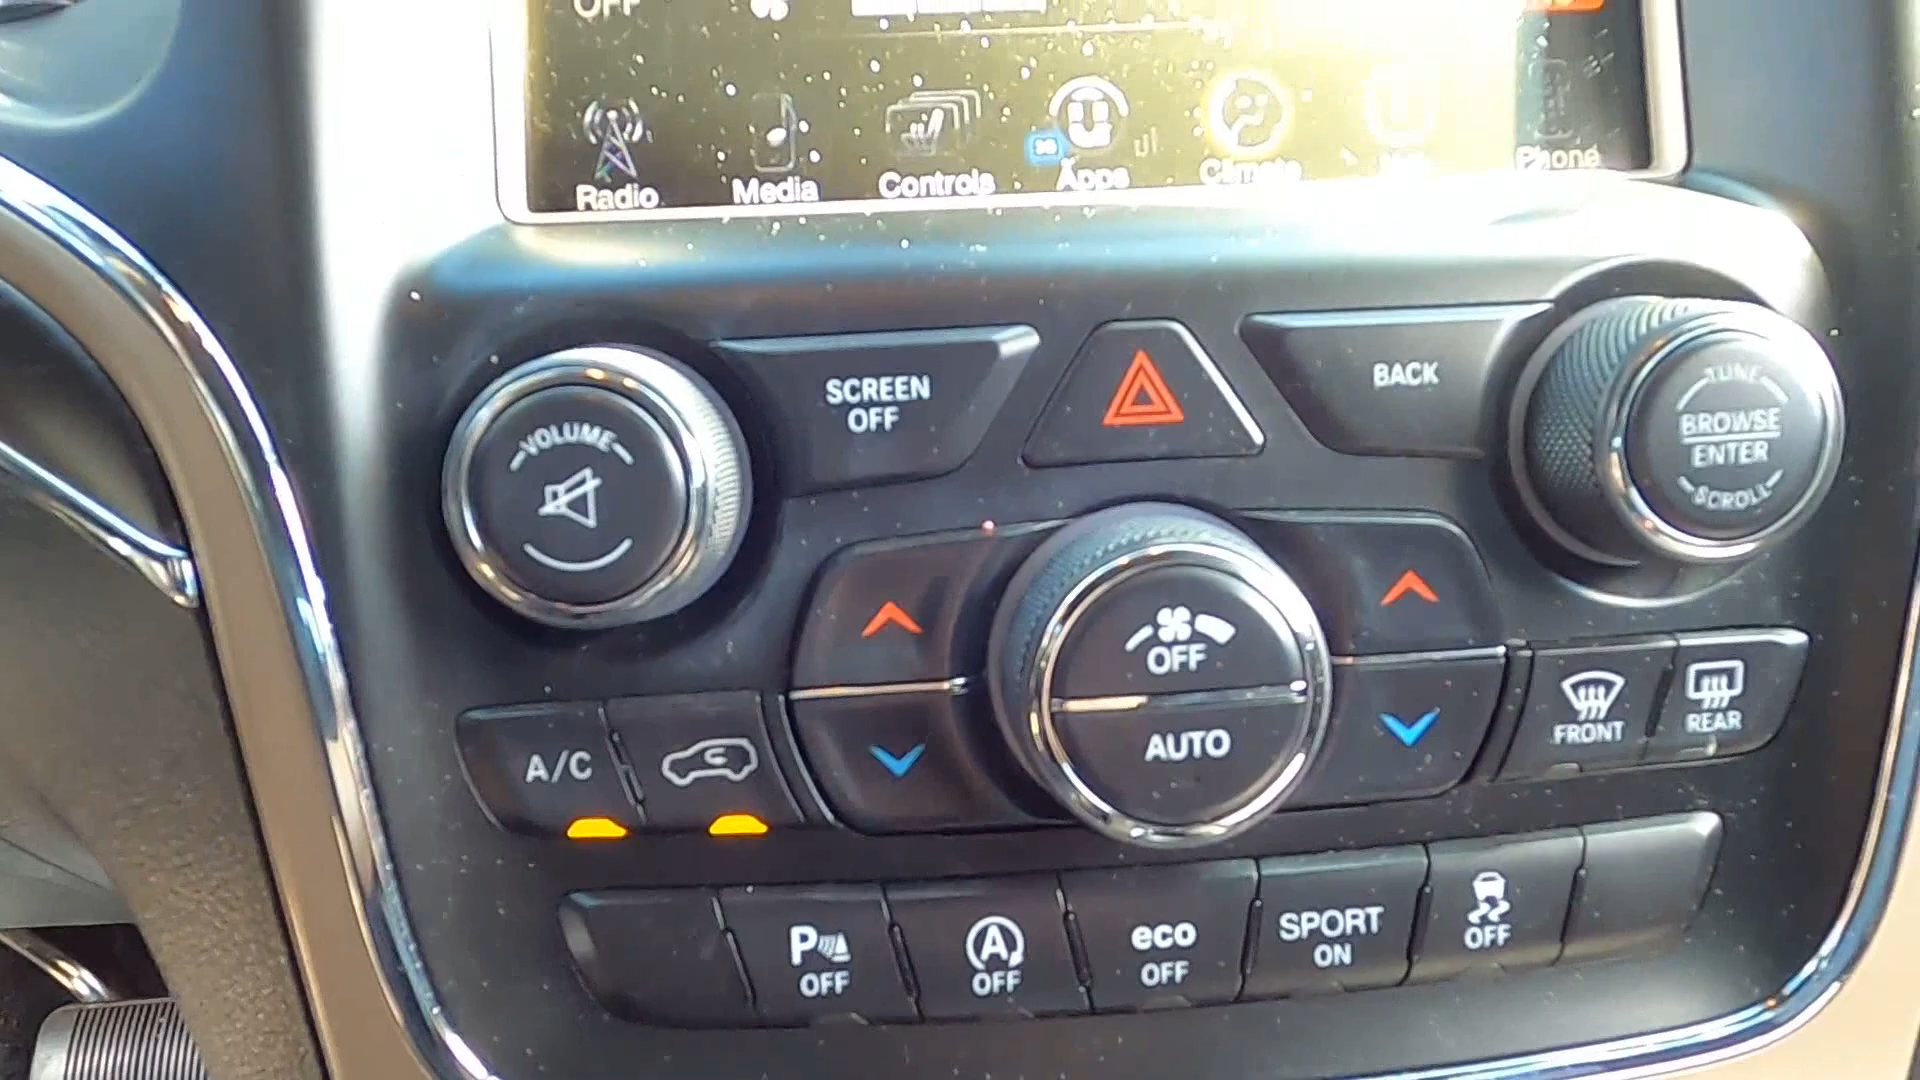 OFF
Radio
Media
Controls
Apps
Climate
Phone
SCREEN
OFF
BACK
VOLUME
TUNE
BROWSE
ENTER
SCROLL
OFF
AUTO
A/C
FRONT
REAR
P
OFF
A
OFF
eco
OFF
SPORT
ON
OFF